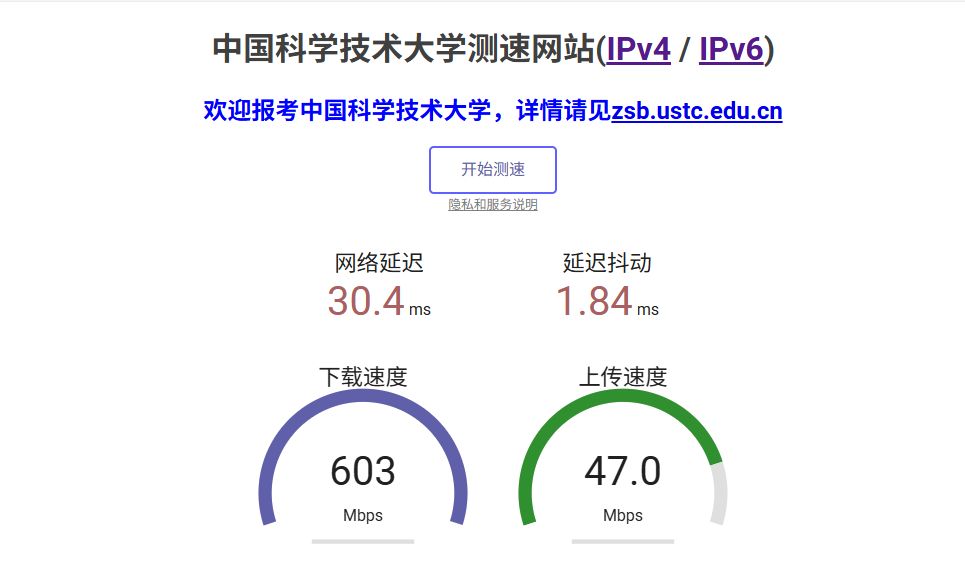 中国科学技术大学测速网站(IPv4 / IPv6)
欢迎报考中国科学技术大学，详情请见zsb.ustc.edu.cn
开始测速
隐私和服务说明
网络延迟 延迟抖动
30.4 ms 1.84 ms
下载速度 上传速度
603 47.0
Mbps Mbps